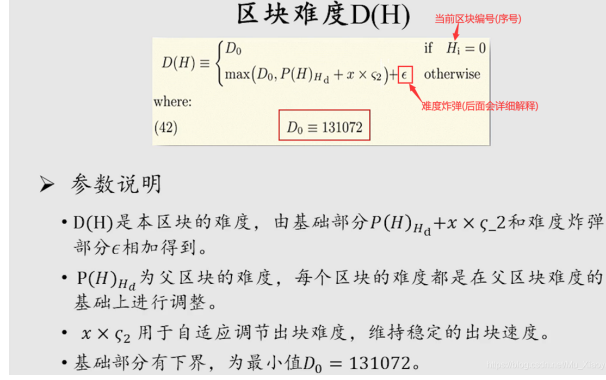 区块难度D(H)
当前区块编号(序号)
D(H) ≡ { D₀ if Hᵢ = 0
max(D₀, P(H)_{H_d} + x × ς₂)+ϵ otherwise
难度炸弹(后面会详细解释)
where:
(42) D₀ ≡ 131072
➢ 参数说明
• D(H)是本区块的难度，由基础部分P(H)_{H_d}+x × ς_2和难度炸弹
部分ϵ相加得到。
• P(H)_{H_d}为父区块的难度，每个区块的难度都是在父区块难度的
基础上进行调整。
• x × ς₂ 用于自适应调节出块难度，维持稳定的出块速度。
• 基础部分有下界，为最小值D₀ = 131072。